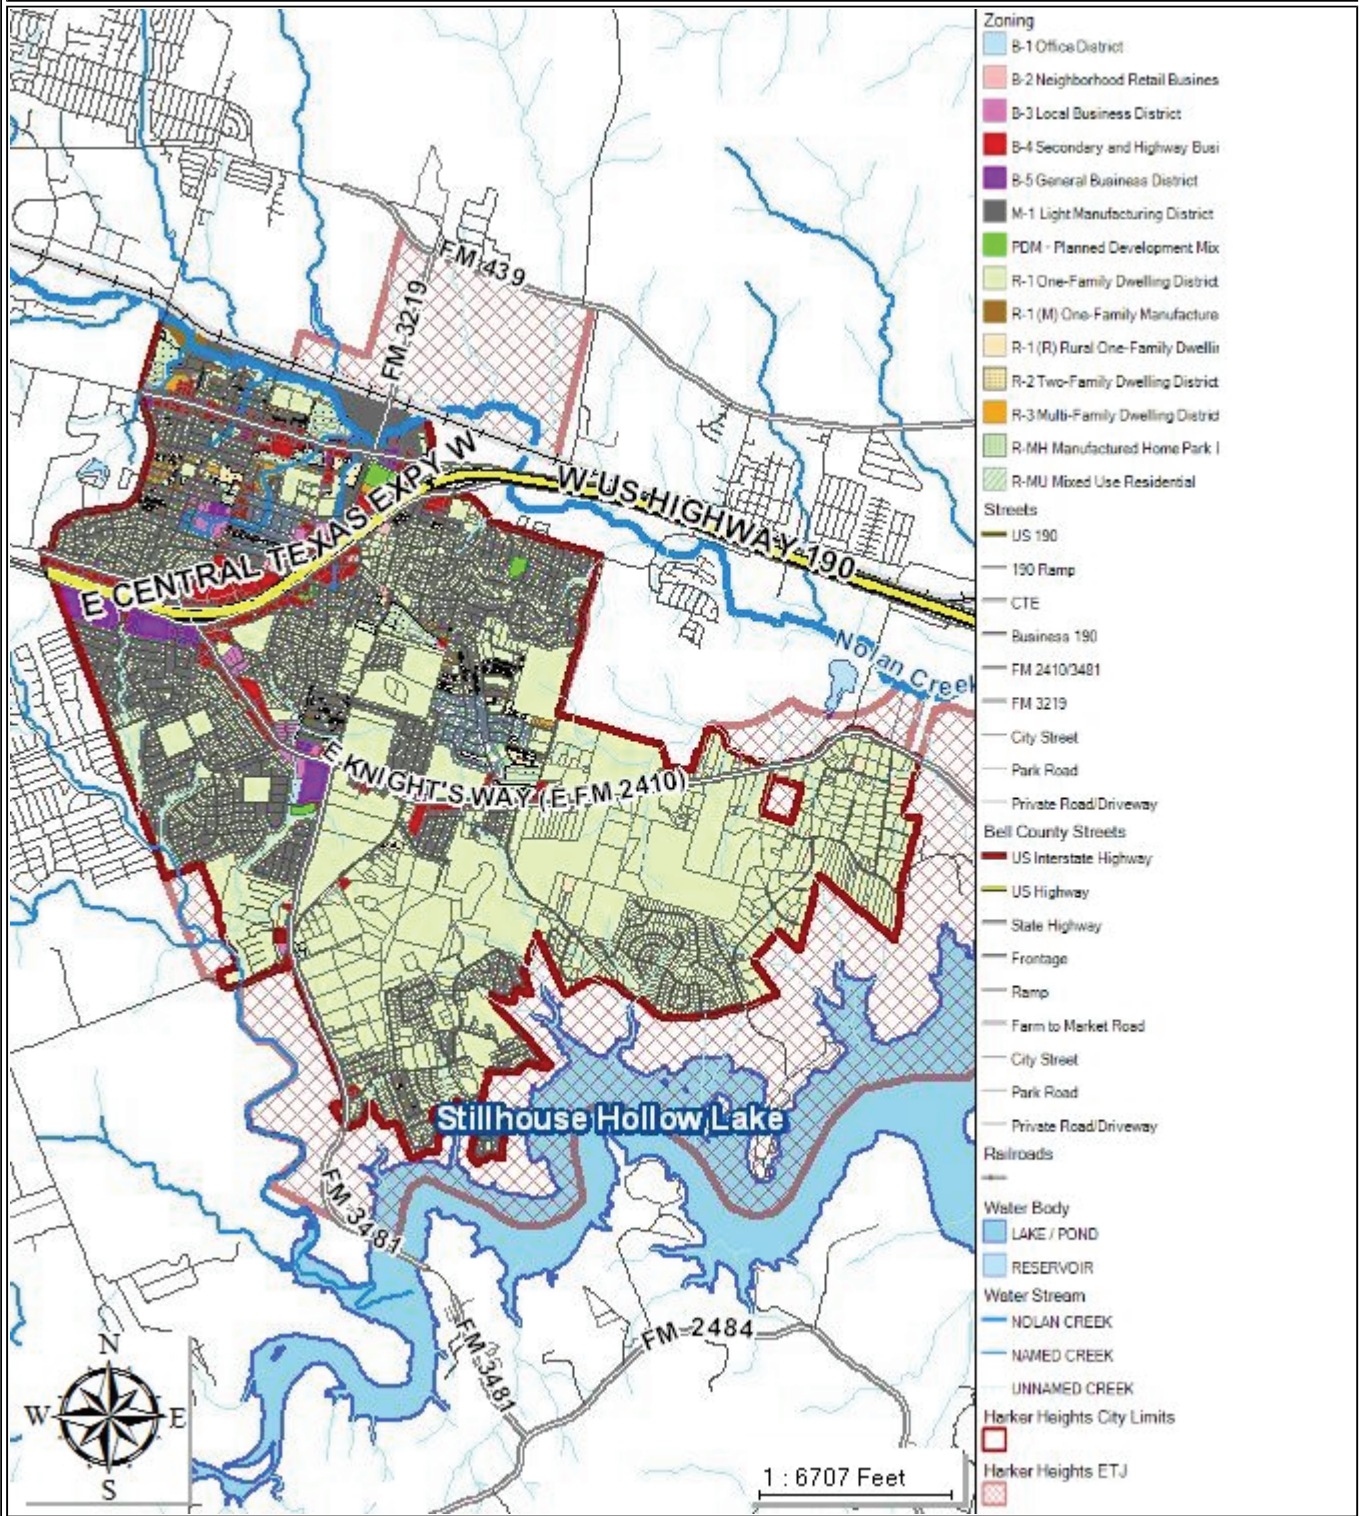 FM 439
FM 3219
E CENTRAL TEXAS EXPY W
W US HIGHWAY 190
Nolan Creek
E KNIGHT'S WAY (E FM 2410)
Stillhouse Hollow Lake
FM 3481
FM 3481
FM 2484
N
W E
S
1 : 6707 Feet
Zoning
B-1 Office District
B-2 Neighborhood Retail Busines
B-3 Local Business District
B-4 Secondary and Highway Busi
B-5 General Business District
M-1 Light Manufacturing District
PDM - Planned Development Mix
R-1 One-Family Dwelling District
R-1 (M) One-Family Manufacture
R-1 (R) Rural One-Family Dwellin
R-2 Two-Family Dwelling District
R-3 Multi-Family Dwelling District
R-MH Manufactured Home Park
R-MU Mixed Use Residential
Streets
US 190
190 Ramp
CTE
Business 190
FM 2410/3481
FM 3219
City Street
Park Road
Private Road/Driveway
Bell County Streets
US Interstate Highway
US Highway
State Highway
Frontage
Ramp
Farm to Market Road
City Street
Park Road
Private Road/Driveway
Railroads
Water Body
LAKE / POND
RESERVOIR
Water Stream
NOLAN CREEK
NAMED CREEK
UNNAMED CREEK
Harker Heights City Limits
Harker Heights ETJ